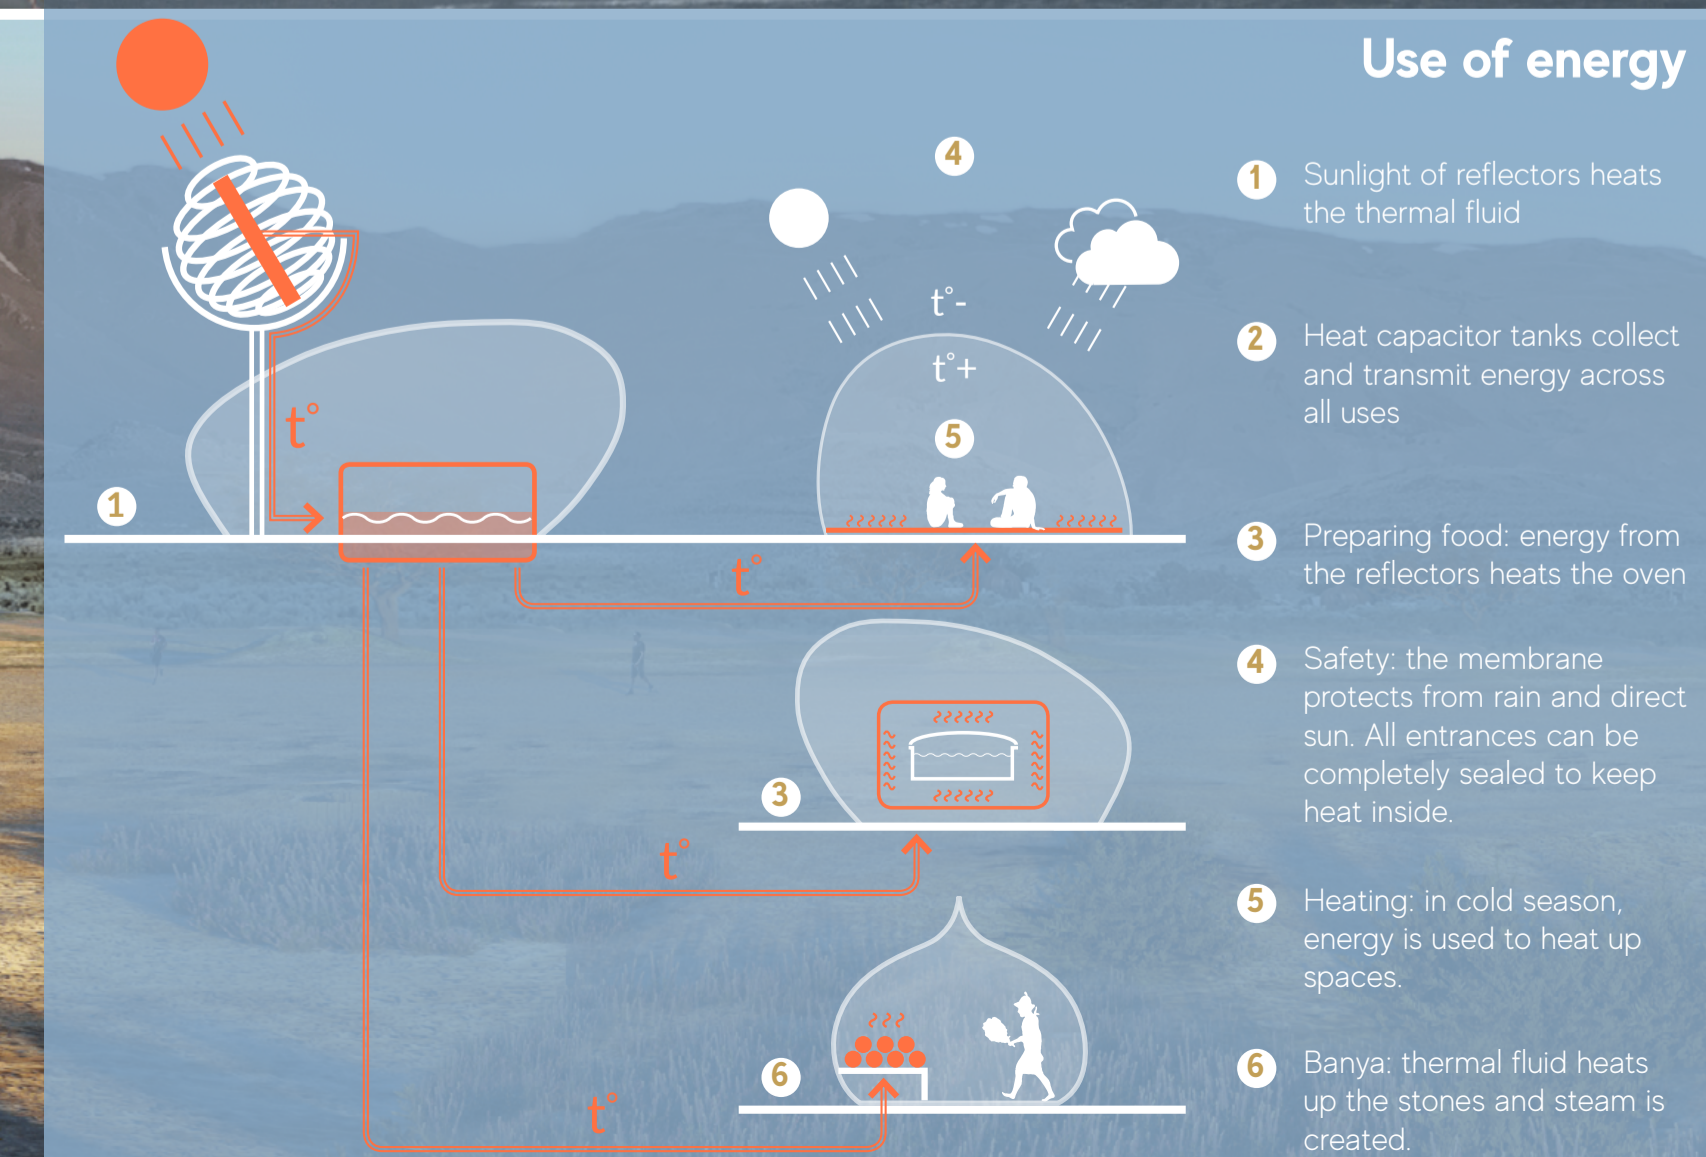 Use of energy
4
1 Sunlight of reflectors heats
the thermal fluid
t°-
2 Heat capacitor tanks collect
and transmit energy across
all uses
t°+
t°
5
1
3 Preparing food: energy from
the reflectors heats the oven
t°
4 Safety: the membrane
protects from rain and direct
sun. All entrances can be
completely sealed to keep
heat inside.
3
t°
5 Heating: in cold season,
energy is used to heat up
spaces.
6
6 Banya: thermal fluid heats
up the stones and steam is
created.
t°